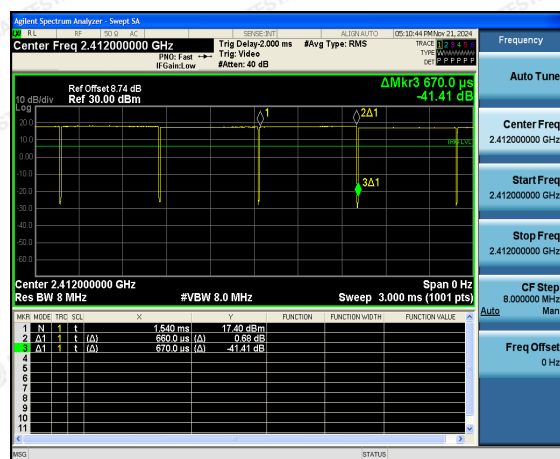 Agilent Spectrum Analyzer - Swept SA
RL RF 50 Ω AC SENSE:INT ALIGN AUTO 05:10:44 PM Nov 21, 2024
Center Freq 2.412000000 GHz
Trig Delay-2.000 ms #Avg Type: RMS
TRACE 1 2 3 4 5 6
PNO: Fast Trig: Video
TYPE
IFGain:Low #Atten: 40 dB
DET P P P P P P
Frequency
Ref Offset 8.74 dB
ΔMkr3 670.0 µs
10 dB/div Ref 30.00 dBm
-41.41 dB
Log
20.0
10.0
0.00
-10.0
-20.0
-30.0
-40.0
-50.0
-60.0
1
2Δ1
3Δ1
Center 2.412000000 GHz Span 0 Hz
Res BW 8 MHz #VBW 8.0 MHz Sweep 3.000 ms (1001 pts)
MKR MODE TRC SCL X Y FUNCTION FUNCTION WIDTH FUNCTION VALUE
1 N 1 t 1.540 ms 17.40 dBm
2 Δ1 1 t (Δ) 660.0 µs (Δ) 0.68 dB
3 Δ1 1 t (Δ) 670.0 µs (Δ) -41.41 dB
4
5
6
7
8
9
10
11
MSG STATUS
Auto Tune
Center Freq
2.412000000 GHz
Start Freq
2.412000000 GHz
Stop Freq
2.412000000 GHz
CF Step
8.000000 MHz
Auto Man
Freq Offset
0 Hz